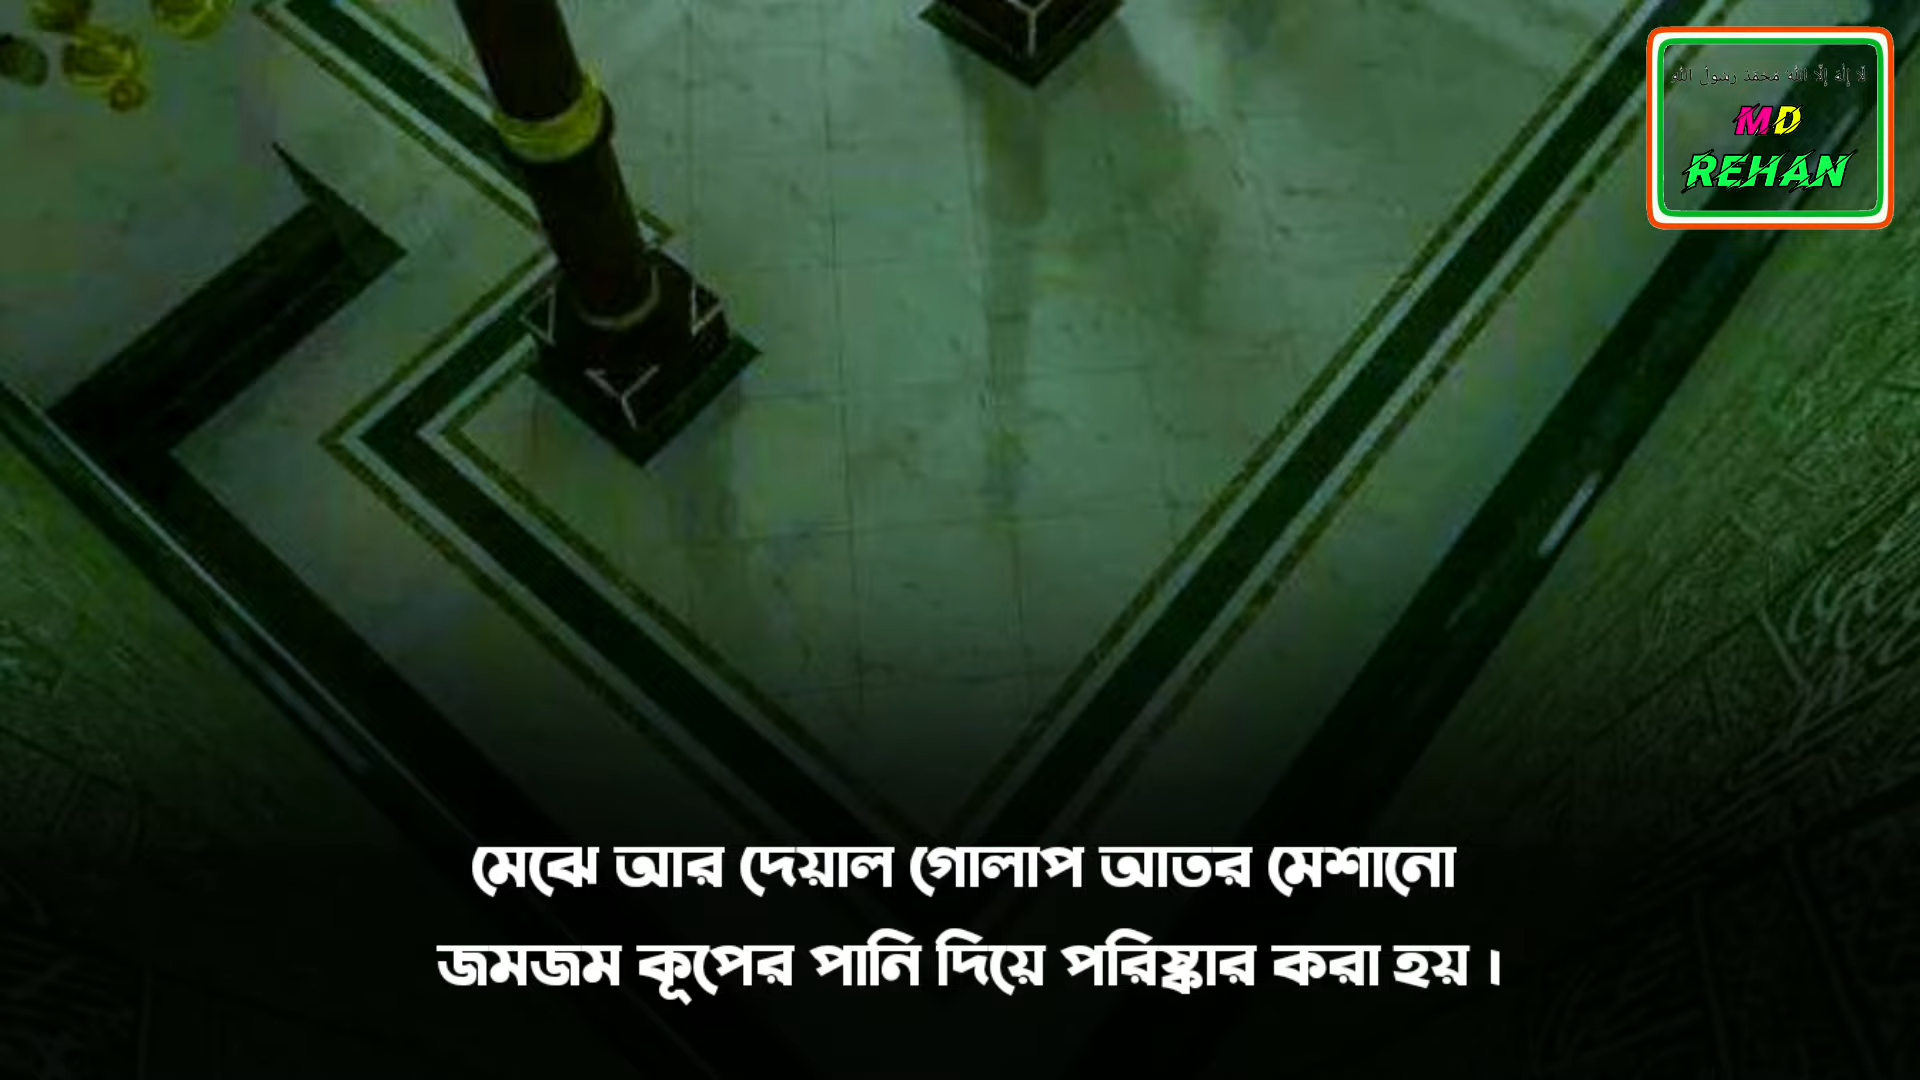 لا إله إلا الله محمد رسول الله
MD
REHAN
মেঝে আর দেয়াল গোলাপ আতর মেশানো
জমজম কূপের পানি দিয়ে পরিস্কার করা হয় ।